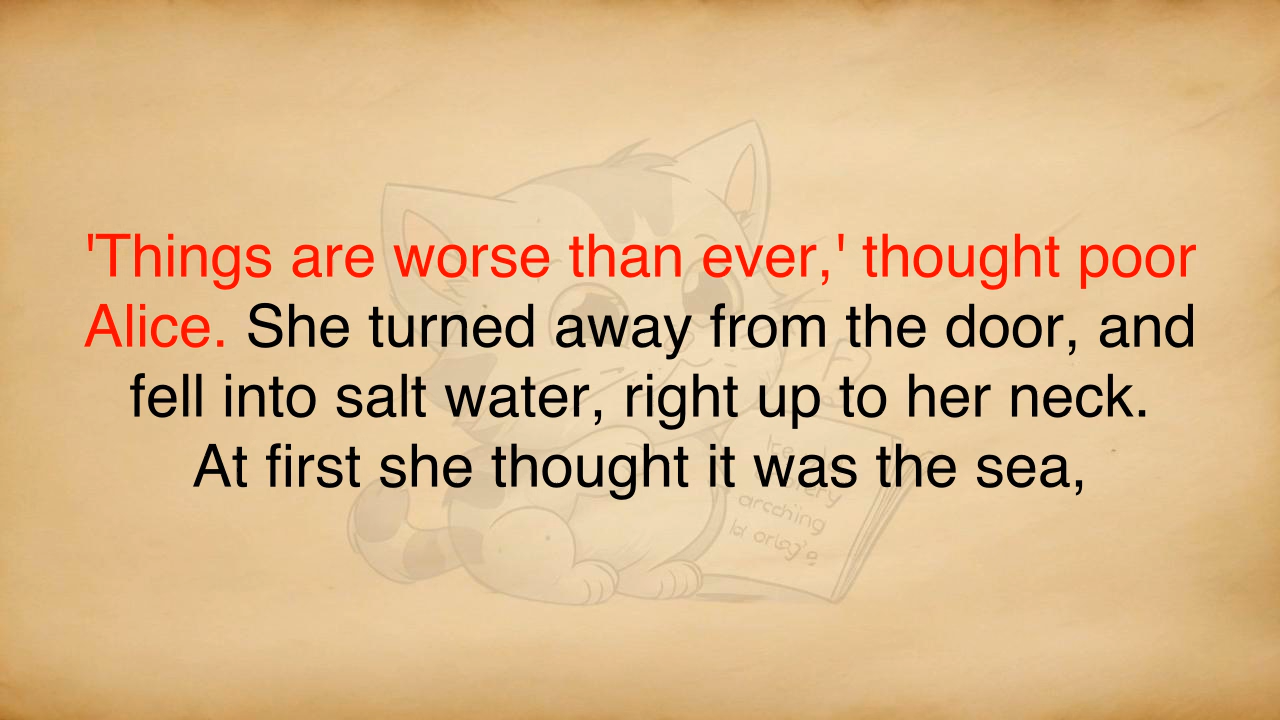 'Things are worse than ever,' thought poor
Alice. She turned away from the door, and
fell into salt water, right up to her neck.
At first she thought it was the sea,
arcching